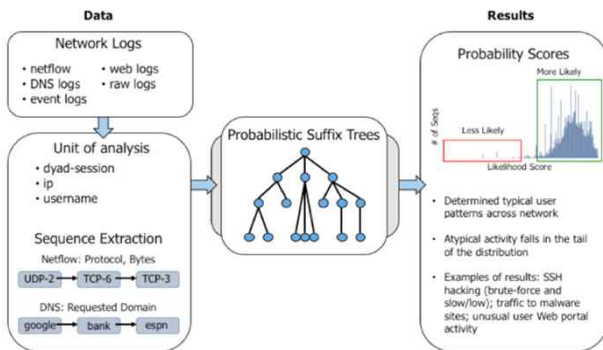 Data
Network Logs
• netflow
• DNS logs
• event logs
• web logs
• raw logs
Unit of analysis
• dyad-session
• ip
• username
Sequence Extraction
Netflow: Protocol, Bytes
UDP-2 TCP-6 TCP-3
DNS: Requested Domain
google bank espn
Probabilistic Suffix Trees
Results
Probability Scores
More Likely
# of Seqs
Less Likely
Likelihood Score
• Determined typical user
patterns across network
• Atypical activity falls in the tail
of the distribution
• Examples of results: SSH
hacking (brute-force and
slow/low); traffic to malware
sites; unusual user Web portal
activity